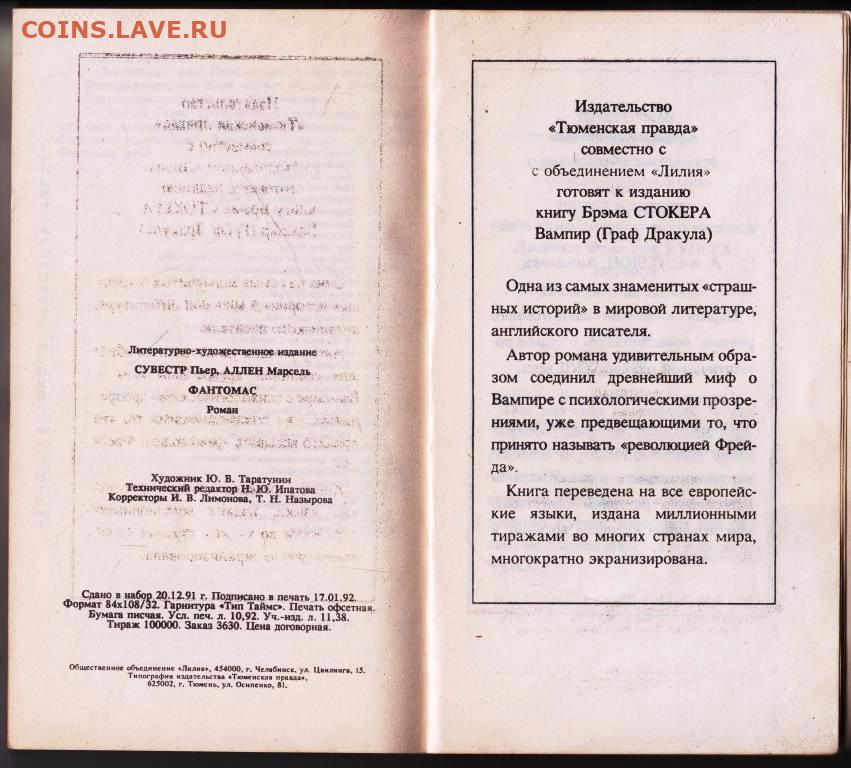 COINS.LAVE.RU
Литературно-художественное издание
СУВЕСТР Пьер, АЛЛЕН Марсель
ФАНТОМАС
Роман
Художник Ю. В. Таратунин
Технический редактор Н. Ю. Ипатова
Корректоры И. В. Лимонова, Т. Н. Назырова
Сдано в набор 20.12.91 г. Подписано в печать 17.01.92.
Формат 84х108/32. Гарнитура «Тип Таймс». Печать офсетная.
Бумага писчая. Усл. печ. л. 10,92. Уч.-изд. л. 11,38.
Тираж 100000. Заказ 3630. Цена договорная.
Общественное объединение «Лилия», 454000, г. Челябинск, ул. Цвилинга, 15.
Типография издательства «Тюменская правда»,
625002, г. Тюмень, ул. Осипенко, 81.
Издательство
«Тюменская правда»
совместно с
с объединением «Лилия»
готовят к изданию
книгу Брэма СТОКЕРА
Вампир (Граф Дракула)
Одна из самых знаменитых «страш-
ных историй» в мировой литературе,
английского писателя.
Автор романа удивительным обра-
зом соединил древнейший миф о
Вампире с психологическими прозре-
ниями, уже предвещающими то, что
принято называть «революцией Фрей-
да».
Книга переведена на все европей-
ские языки, издана миллионными
тиражами во многих странах мира,
многократно экранизирована.